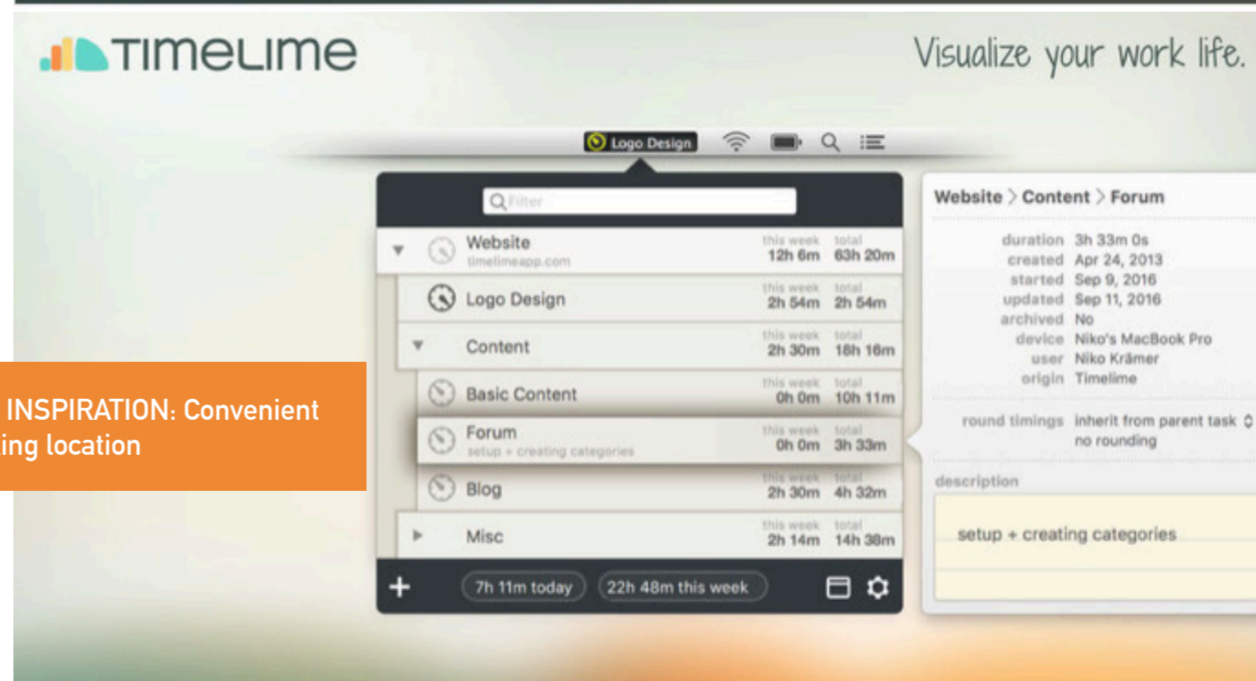 TIMELIME
Visualize your work life.
Logo Design
Filter
Website
timelimeapp.com
this week total
12h 6m 63h 20m
Logo Design
this week total
2h 54m 2h 54m
Content
this week total
2h 30m 18h 16m
Basic Content
this week total
0h 0m 10h 11m
Forum
setup + creating categories
this week total
0h 0m 3h 33m
Blog
this week total
2h 30m 4h 32m
Misc
this week total
2h 14m 14h 38m
7h 11m today
22h 48m this week
Website > Content > Forum
duration 3h 33m 0s
created Apr 24, 2013
started Sep 9, 2016
updated Sep 11, 2016
archived No
device Niko's MacBook Pro
user Niko Krämer
origin Timelime
round timings inherit from parent task
no rounding
description
setup + creating categories
INSPIRATION: Convenient
location